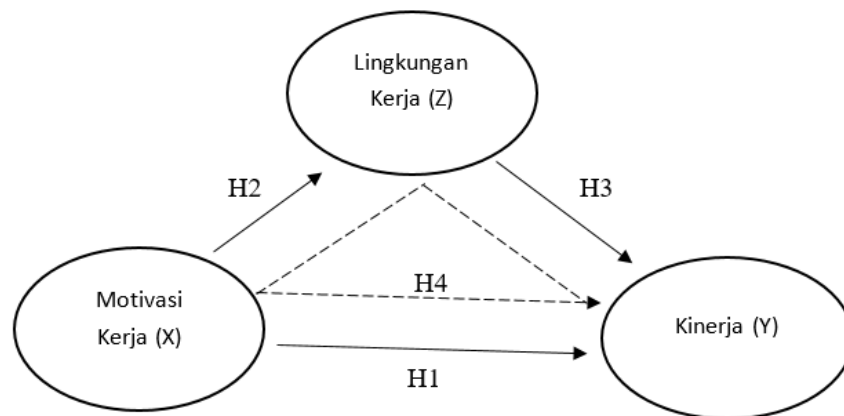 Lingkungan
Kerja (Z)
H2
H3
Motivasi
Kerja (X)
H4
Kinerja (Y)
H1